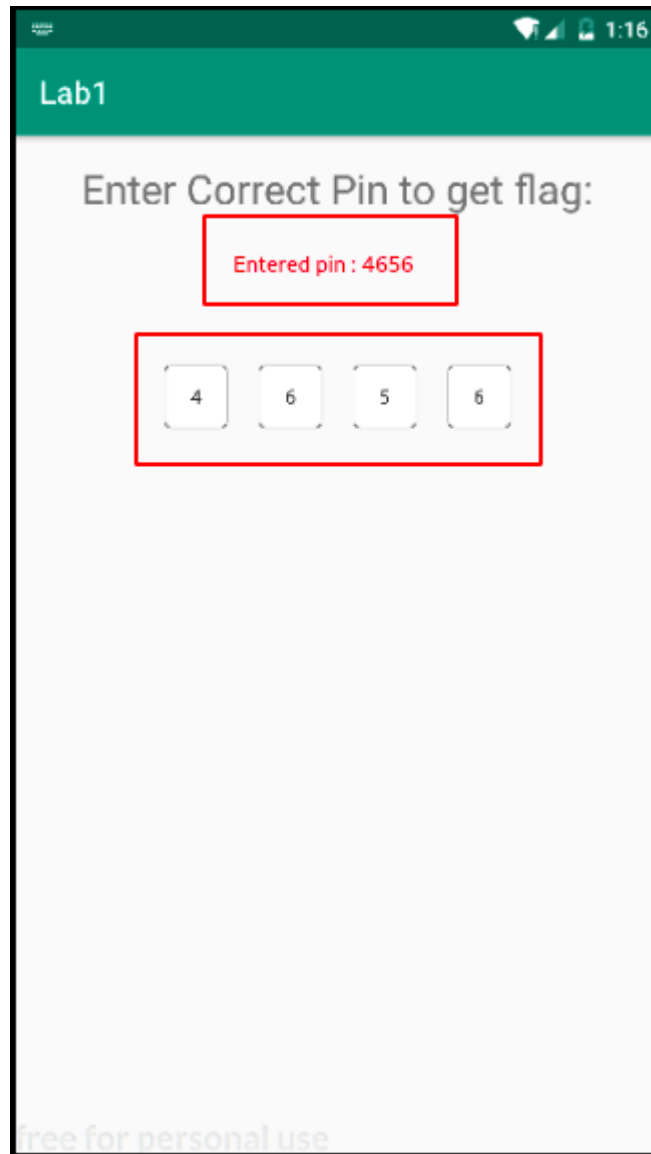 1:16
Lab1
Enter Correct Pin to get flag:
Entered pin : 4656
4 6 5 6
free for personal use